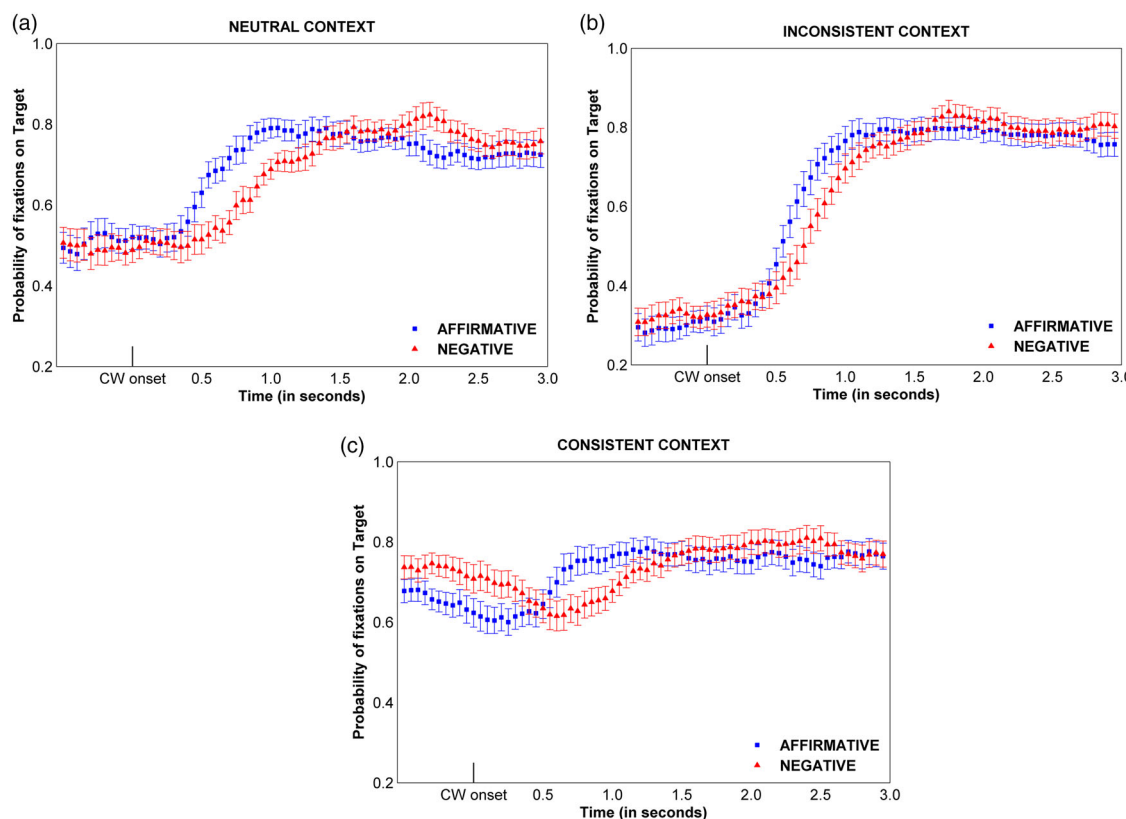 (a)
NEUTRAL CONTEXT
Probability of fixations on Target
1.0
0.8
0.6
0.4
0.2
AFFIRMATIVE
NEGATIVE
CW onset 0.5 1.0 1.5 2.0 2.5 3.0
Time (in seconds)
(b)
INCONSISTENT CONTEXT
Probability of fixations on Target
1.0
0.8
0.6
0.4
0.2
AFFIRMATIVE
NEGATIVE
CW onset 0.5 1.0 1.5 2.0 2.5 3.0
Time (in seconds)
(c)
CONSISTENT CONTEXT
Probability of fixations on Target
1.0
0.8
0.6
0.4
0.2
AFFIRMATIVE
NEGATIVE
CW onset 0.5 1.0 1.5 2.0 2.5 3.0
Time (in seconds)